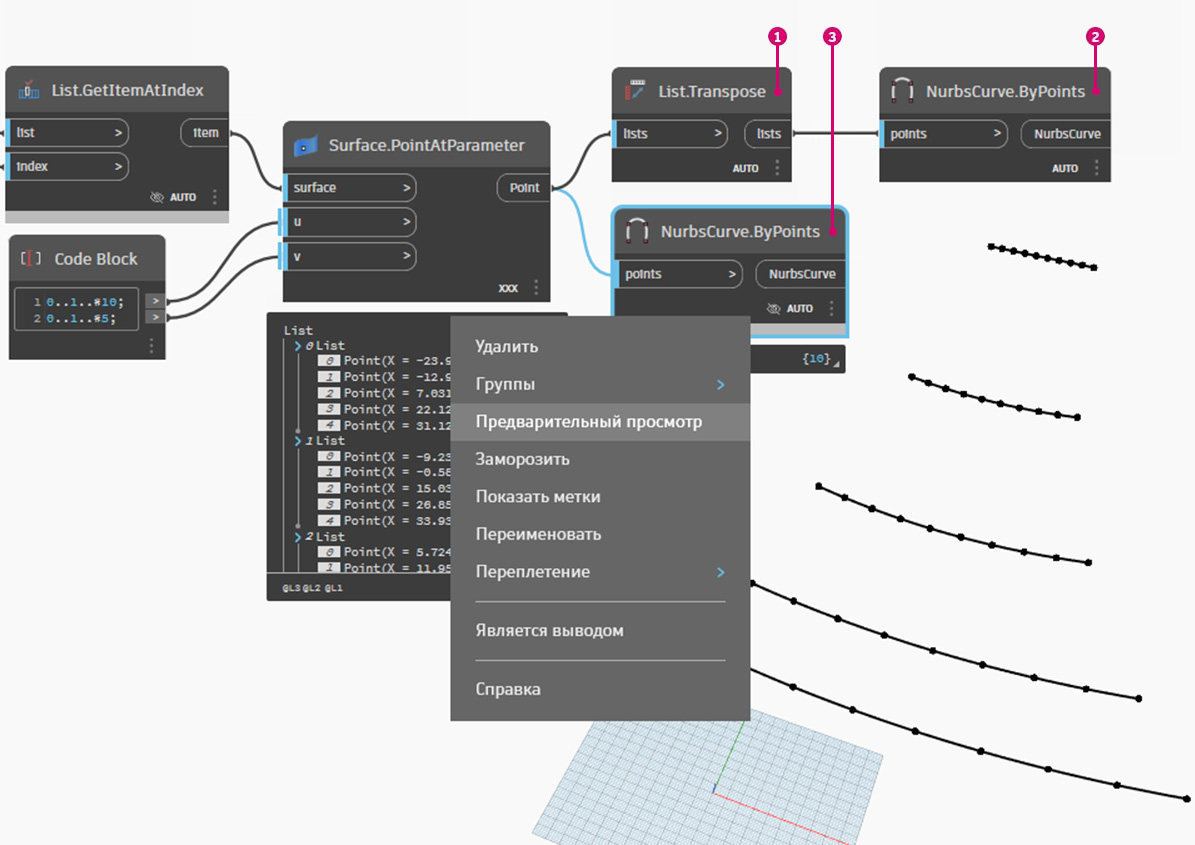 1
3
2
List.GetItemAtIndex
list >
Item
index >
AUTO
Surface.PointAtParameter
surface >
Point
u >
v >
xxx
List.Transpose
lists >
lists
AUTO
NurbsCurve.ByPoints
points >
NurbsCurve
AUTO
NurbsCurve.ByPoints
points >
NurbsCurve
AUTO
{10}
Code Block
1 0..1..#10; >
2 0..1..#5; >
List
0 List
0 Point(X = -23.9
1 Point(X = -12.9
2 Point(X = 7.031
3 Point(X = 22.12
4 Point(X = 31.12
1 List
0 Point(X = -9.23
1 Point(X = -0.58
2 Point(X = 15.03
3 Point(X = 26.85
4 Point(X = 33.93
2 List
0 Point(X = 5.724
1 Point(X = 11.95
@L3 @L2 @L1
Удалить
Группы >
Предварительный просмотр
Заморозить
Показать метки
Переименовать
Переплетение >
Является выводом
Справка